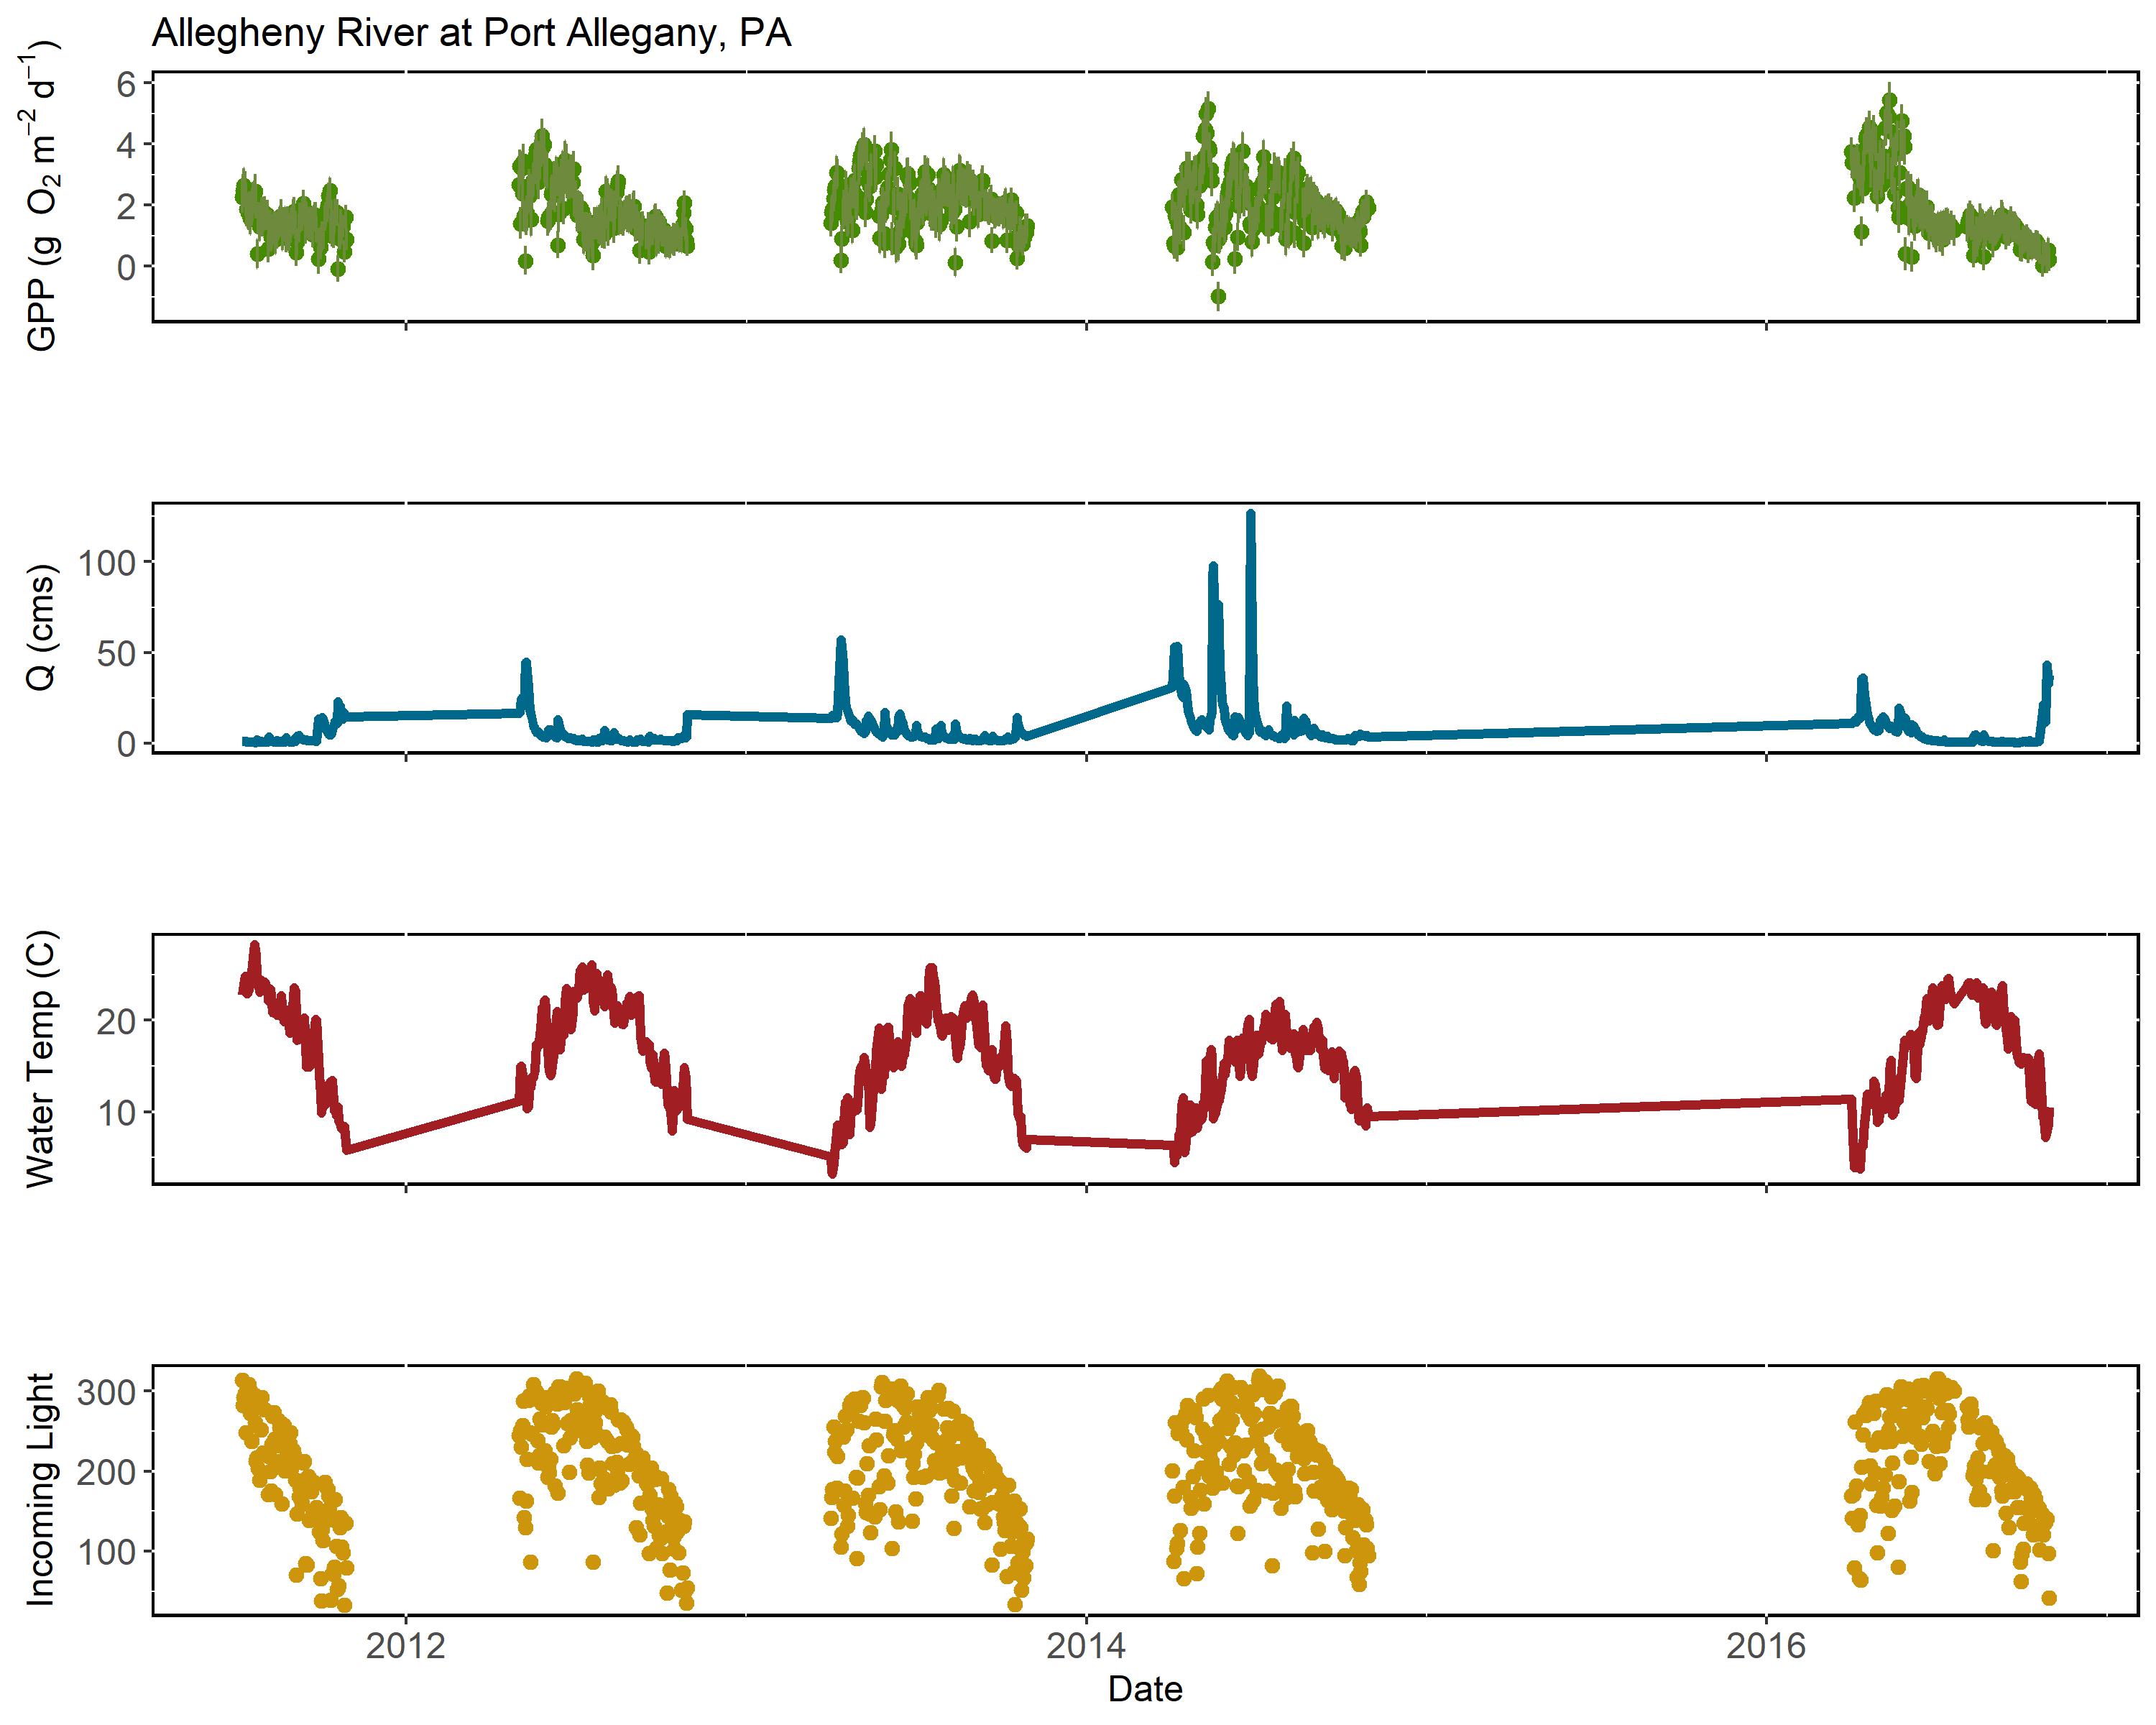 Allegheny River at Port Allegany, PA
GPP (g O₂ m⁻² d⁻¹)
6
4
2
0
Q (cms)
100
50
0
Water Temp (C)
20
10
Incoming Light
300
200
100
2012 2014 2016
Date